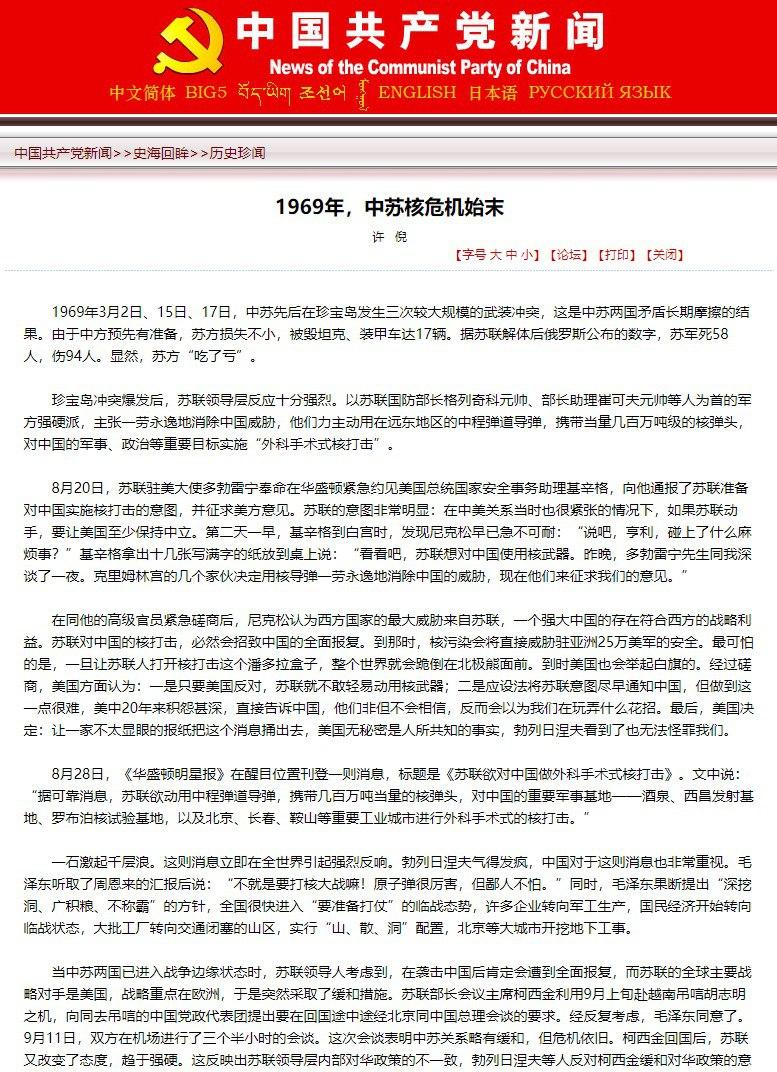 中国共产党新闻
News of the Communist Party of China
中文简体 BIG5 བོད་ཡིག 조선어 ENGLISH 日本语 РУССКИЙ ЯЗЫК
中国共产党新闻>>史海回眸>>历史珍闻
1969年，中苏核危机始末
许 倪
【字号 大 中 小】【论坛】【打印】【关闭】
1969年3月2日、15日、17日，中苏先后在珍宝岛发生三次较大规模的武装冲突，这是中苏两国矛盾长期摩擦的结
果。由于中方预先有准备，苏方损失不小，被毁坦克、装甲车达17辆。据苏联解体后俄罗斯公布的数字，苏军死58
人，伤94人。显然，苏方“吃了亏”。
珍宝岛冲突爆发后，苏联领导层反应十分强烈。以苏联国防部长格列奇科元帅、部长助理崔可夫元帅等人为首的军
方强硬派，主张一劳永逸地消除中国威胁，他们力主动用在远东地区的中程弹道导弹，携带当量几百万吨级的核弹头，
对中国的军事、政治等重要目标实施“外科手术式核打击”。
8月20日，苏联驻美大使多勃雷宁奉命在华盛顿紧急约见美国总统国家安全事务助理基辛格，向他通报了苏联准备
对中国实施核打击的意图，并征求美方意见。苏联的意图非常明显：在中美关系当时也很紧张的情况下，如果苏联动
手，要让美国至少保持中立。第二天一早，基辛格到白宫时，发现尼克松早已急不可耐：“说吧，亨利，碰上了什么麻
烦事？”基辛格拿出十几张写满字的纸放到桌上说：“看看吧，苏联想对中国使用核武器。昨晚，多勃雷宁先生同我深
谈了一夜。克里姆林宫的几个家伙决定用核导弹一劳永逸地消除中国的威胁，现在他们来征求我们的意见。”
在同他的高级官员紧急磋商后，尼克松认为西方国家的最大威胁来自苏联，一个强大中国的存在符合西方的战略利
益。苏联对中国的核打击，必然会招致中国的全面报复。到那时，核污染会将直接威胁驻亚洲25万美军的安全。最可怕
的是，一旦让苏联人打开核打击这个潘多拉盒子，整个世界就会跪倒在北极熊面前。到时美国也会举起白旗的。经过磋
商，美国方面认为：一是只要美国反对，苏联就不敢轻易动用核武器；二是应设法将苏联意图尽早通知中国，但做到这
一点很难，美中20年来积怨甚深，直接告诉中国，他们非但不会相信，反而会以为我们在玩弄什么花招。最后，美国决
定：让一家不太显眼的报纸把这个消息捅出去，美国无秘密是人所共知的事实，勃列日涅夫看到了也无法怪罪我们。
8月28日，《华盛顿明星报》在醒目位置刊登一则消息，标题是《苏联欲对中国做外科手术式核打击》。文中说：
“据可靠消息，苏联欲动用中程弹道导弹，携带几百万吨当量的核弹头，对中国的重要军事基地——酒泉、西昌发射基
地、罗布泊核试验基地，以及北京、长春、鞍山等重要工业城市进行外科手术式的核打击。”
一石激起千层浪。这则消息立即在全世界引起强烈反响。勃列日涅夫气得发疯，中国对于这则消息也非常重视。毛
泽东听取了周恩来的汇报后说：“不就是要打核大战嘛！原子弹很厉害，但鄙人不怕。”同时，毛泽东果断提出“深挖
洞、广积粮、不称霸”的方针，全国很快进入“要准备打仗”的临战态势，许多企业转向军工生产，国民经济开始转向
临战状态，大批工厂转向交通闭塞的山区，实行“山、散、洞”配置，北京等大城市开挖地下工事。
当中苏两国已进入战争边缘状态时，苏联领导人考虑到，在袭击中国后肯定会遭到全面报复，而苏联的全球主要战
略对手是美国，战略重点在欧洲，于是突然采取了缓和措施。苏联部长会议主席柯西金利用9月上旬赴越南吊唁胡志明
之机，向同去吊唁的中国党政代表团提出要在回国途中途经北京同中国总理会谈的要求。经反复考虑，毛泽东同意了。
9月11日，双方在机场进行了三个半小时的会谈。这次会谈表明中苏关系略有缓和，但危机依旧。柯西金回国后，苏联
又改变了态度，趋于强硬。这反映出苏联领导层内部对华政策的不一致，勃列日涅夫等人反对柯西金缓和对华政策的意